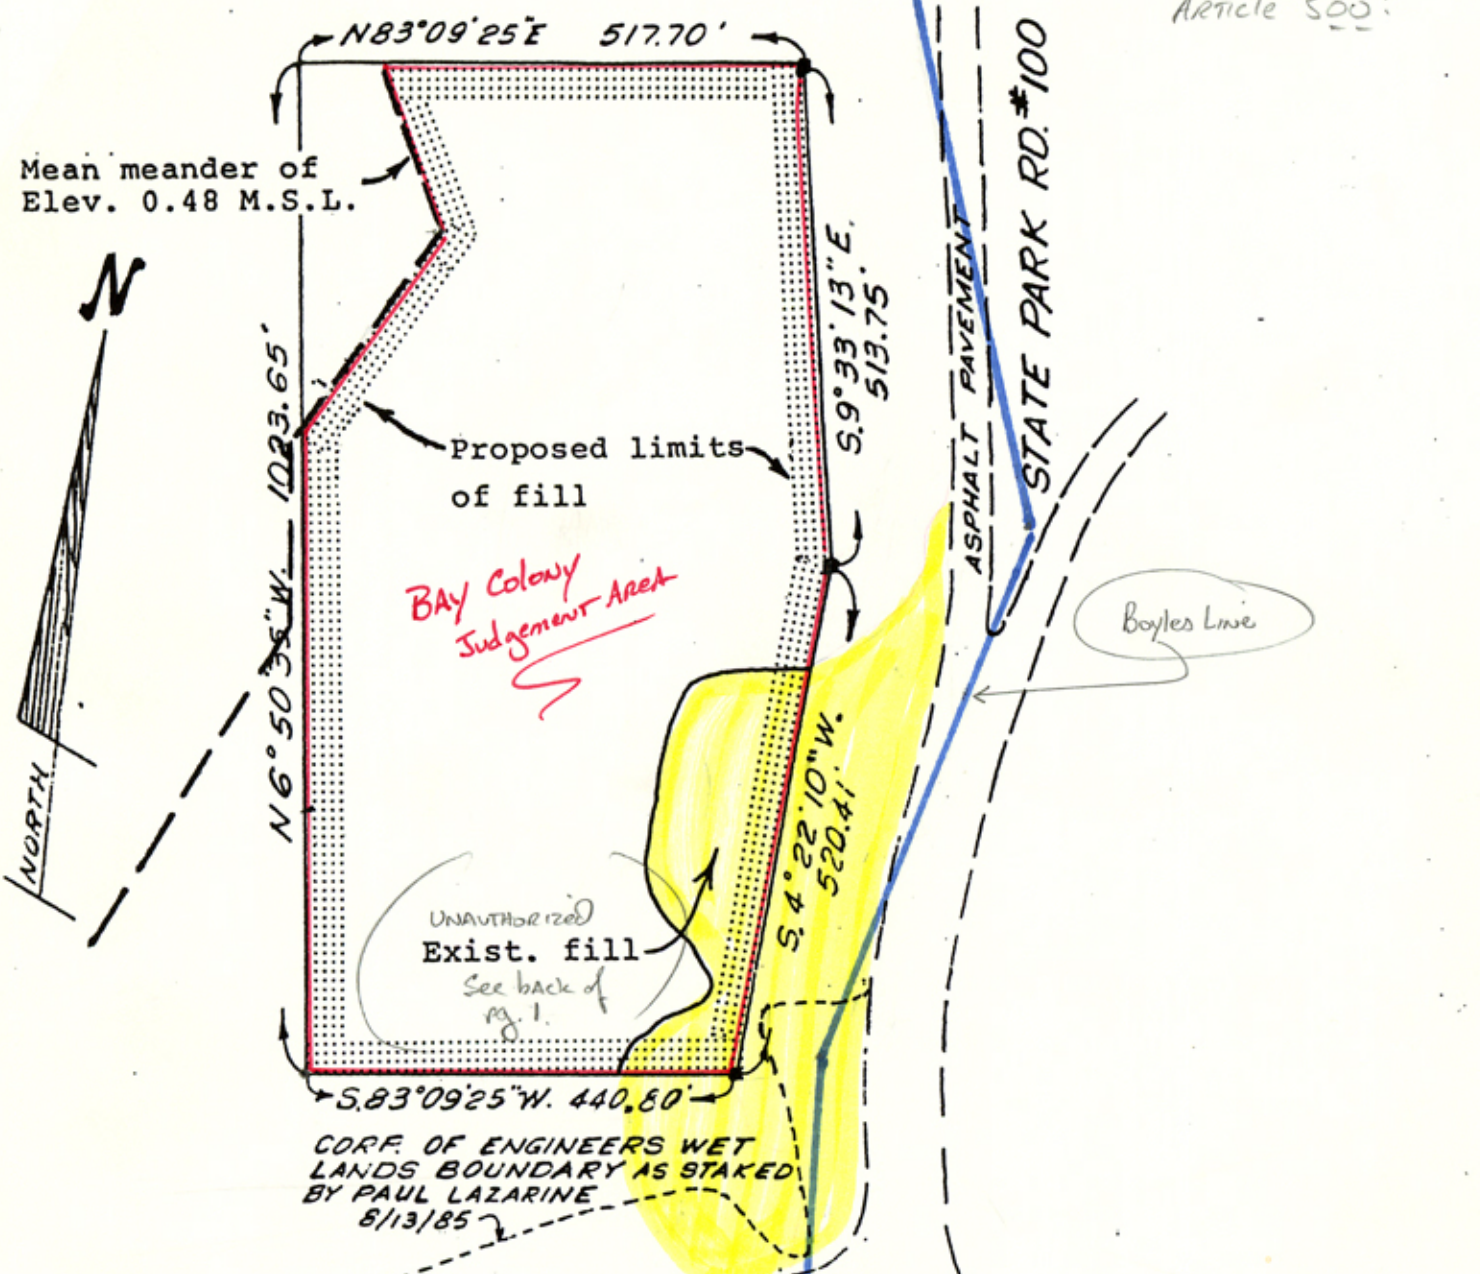 Article 500:
N83°09'25"E 517.70'
STATE PARK RD. #100
Mean meander of
Elev. 0.48 M.S.L.
N
S.9°33'13"E.
513.75'
ASPHALT PAVEMENT
N6°50'35"W. 1023.65'
Proposed limits
of fill
BAY Colony
Judgement AREA
Boyles Line
NORTH
S.4°22'10"W.
520.41'
UNAUTHORIZED
Exist. fill
See back of
pg. 1.
S.83°09'25"W. 440.80'
CORP. OF ENGINEERS WET
LANDS BOUNDARY AS STAKED
BY PAUL LAZARINE
8/13/85